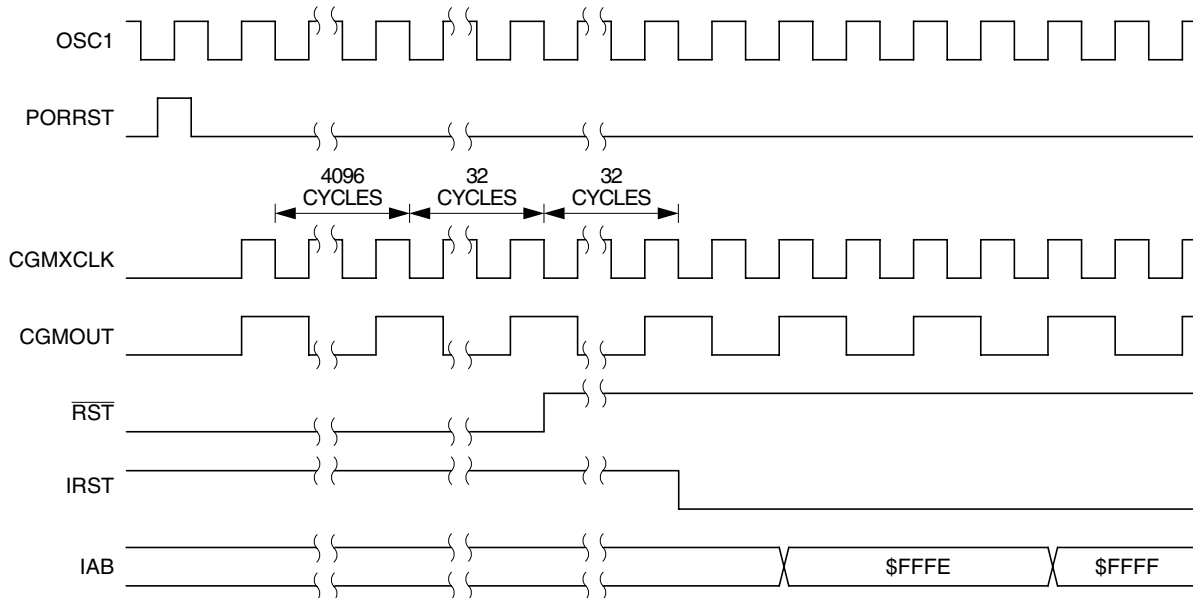 OSC1
PORRST
4096
CYCLES
32
CYCLES
32
CYCLES
CGMXCLK
CGMOUT
RST
IRST
IAB
$FFFE
$FFFF